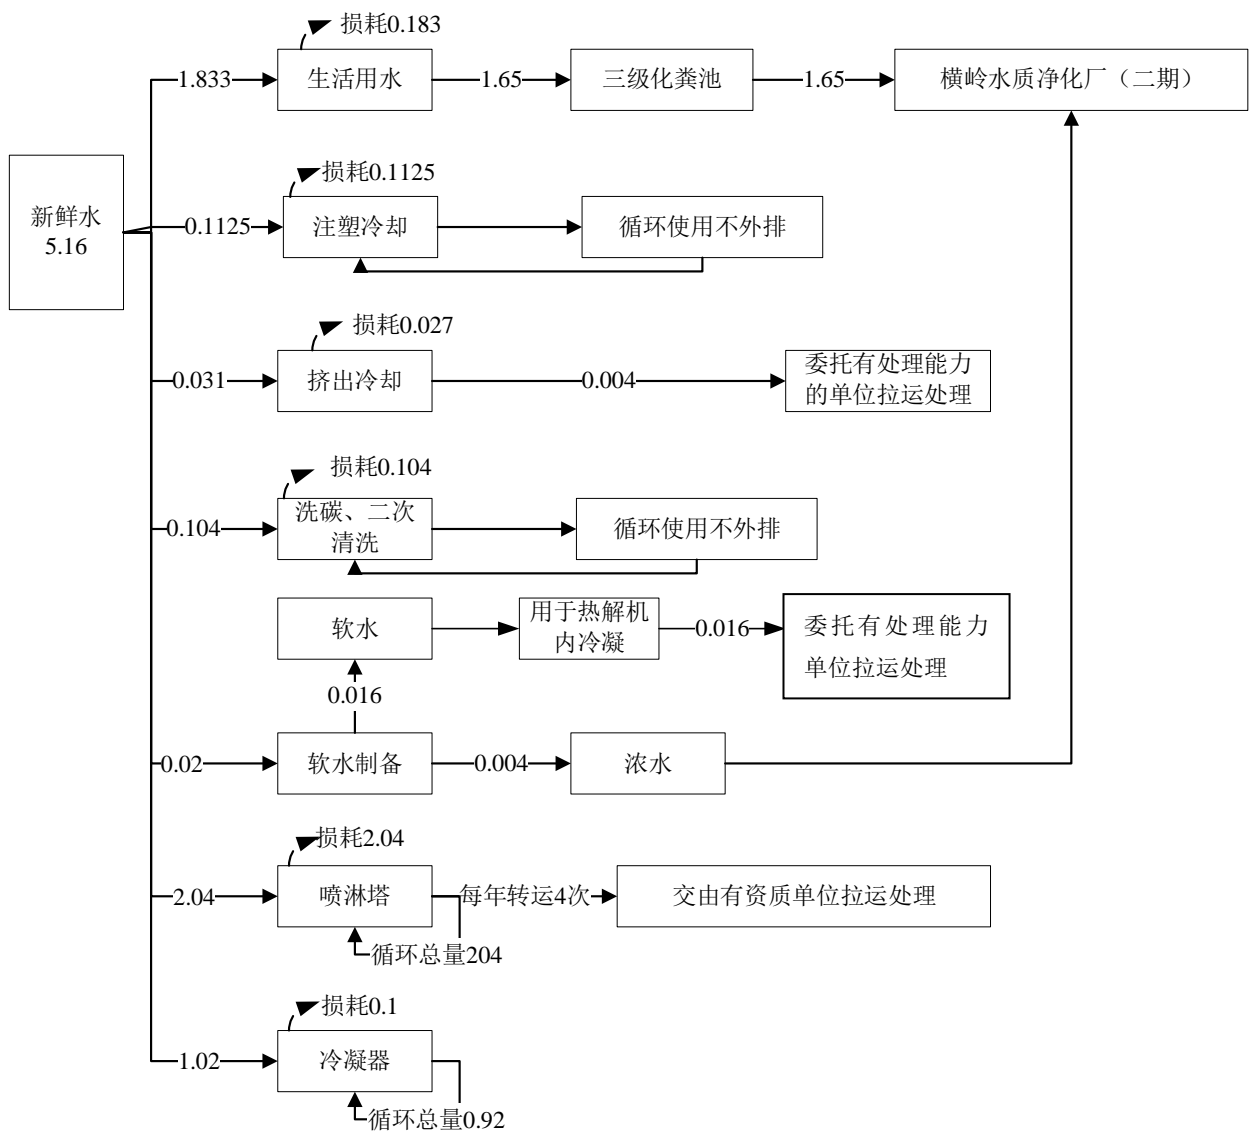 损耗0.183
1.833
生活用水
1.65
三级化粪池
1.65
横岭水质净化厂（二期）
新鲜水
5.16
损耗0.1125
0.1125
注塑冷却
循环使用不外排
损耗0.027
0.031
挤出冷却
0.004
委托有处理能力
的单位拉运处理
损耗0.104
0.104
洗碳、二次
清洗
循环使用不外排
软水
用于热解机
内冷凝
0.016
委托有处理能力
单位拉运处理
0.016
0.02
软水制备
0.004
浓水
损耗2.04
2.04
喷淋塔
每年转运4次
交由有资质单位拉运处理
循环总量204
损耗0.1
1.02
冷凝器
循环总量0.92